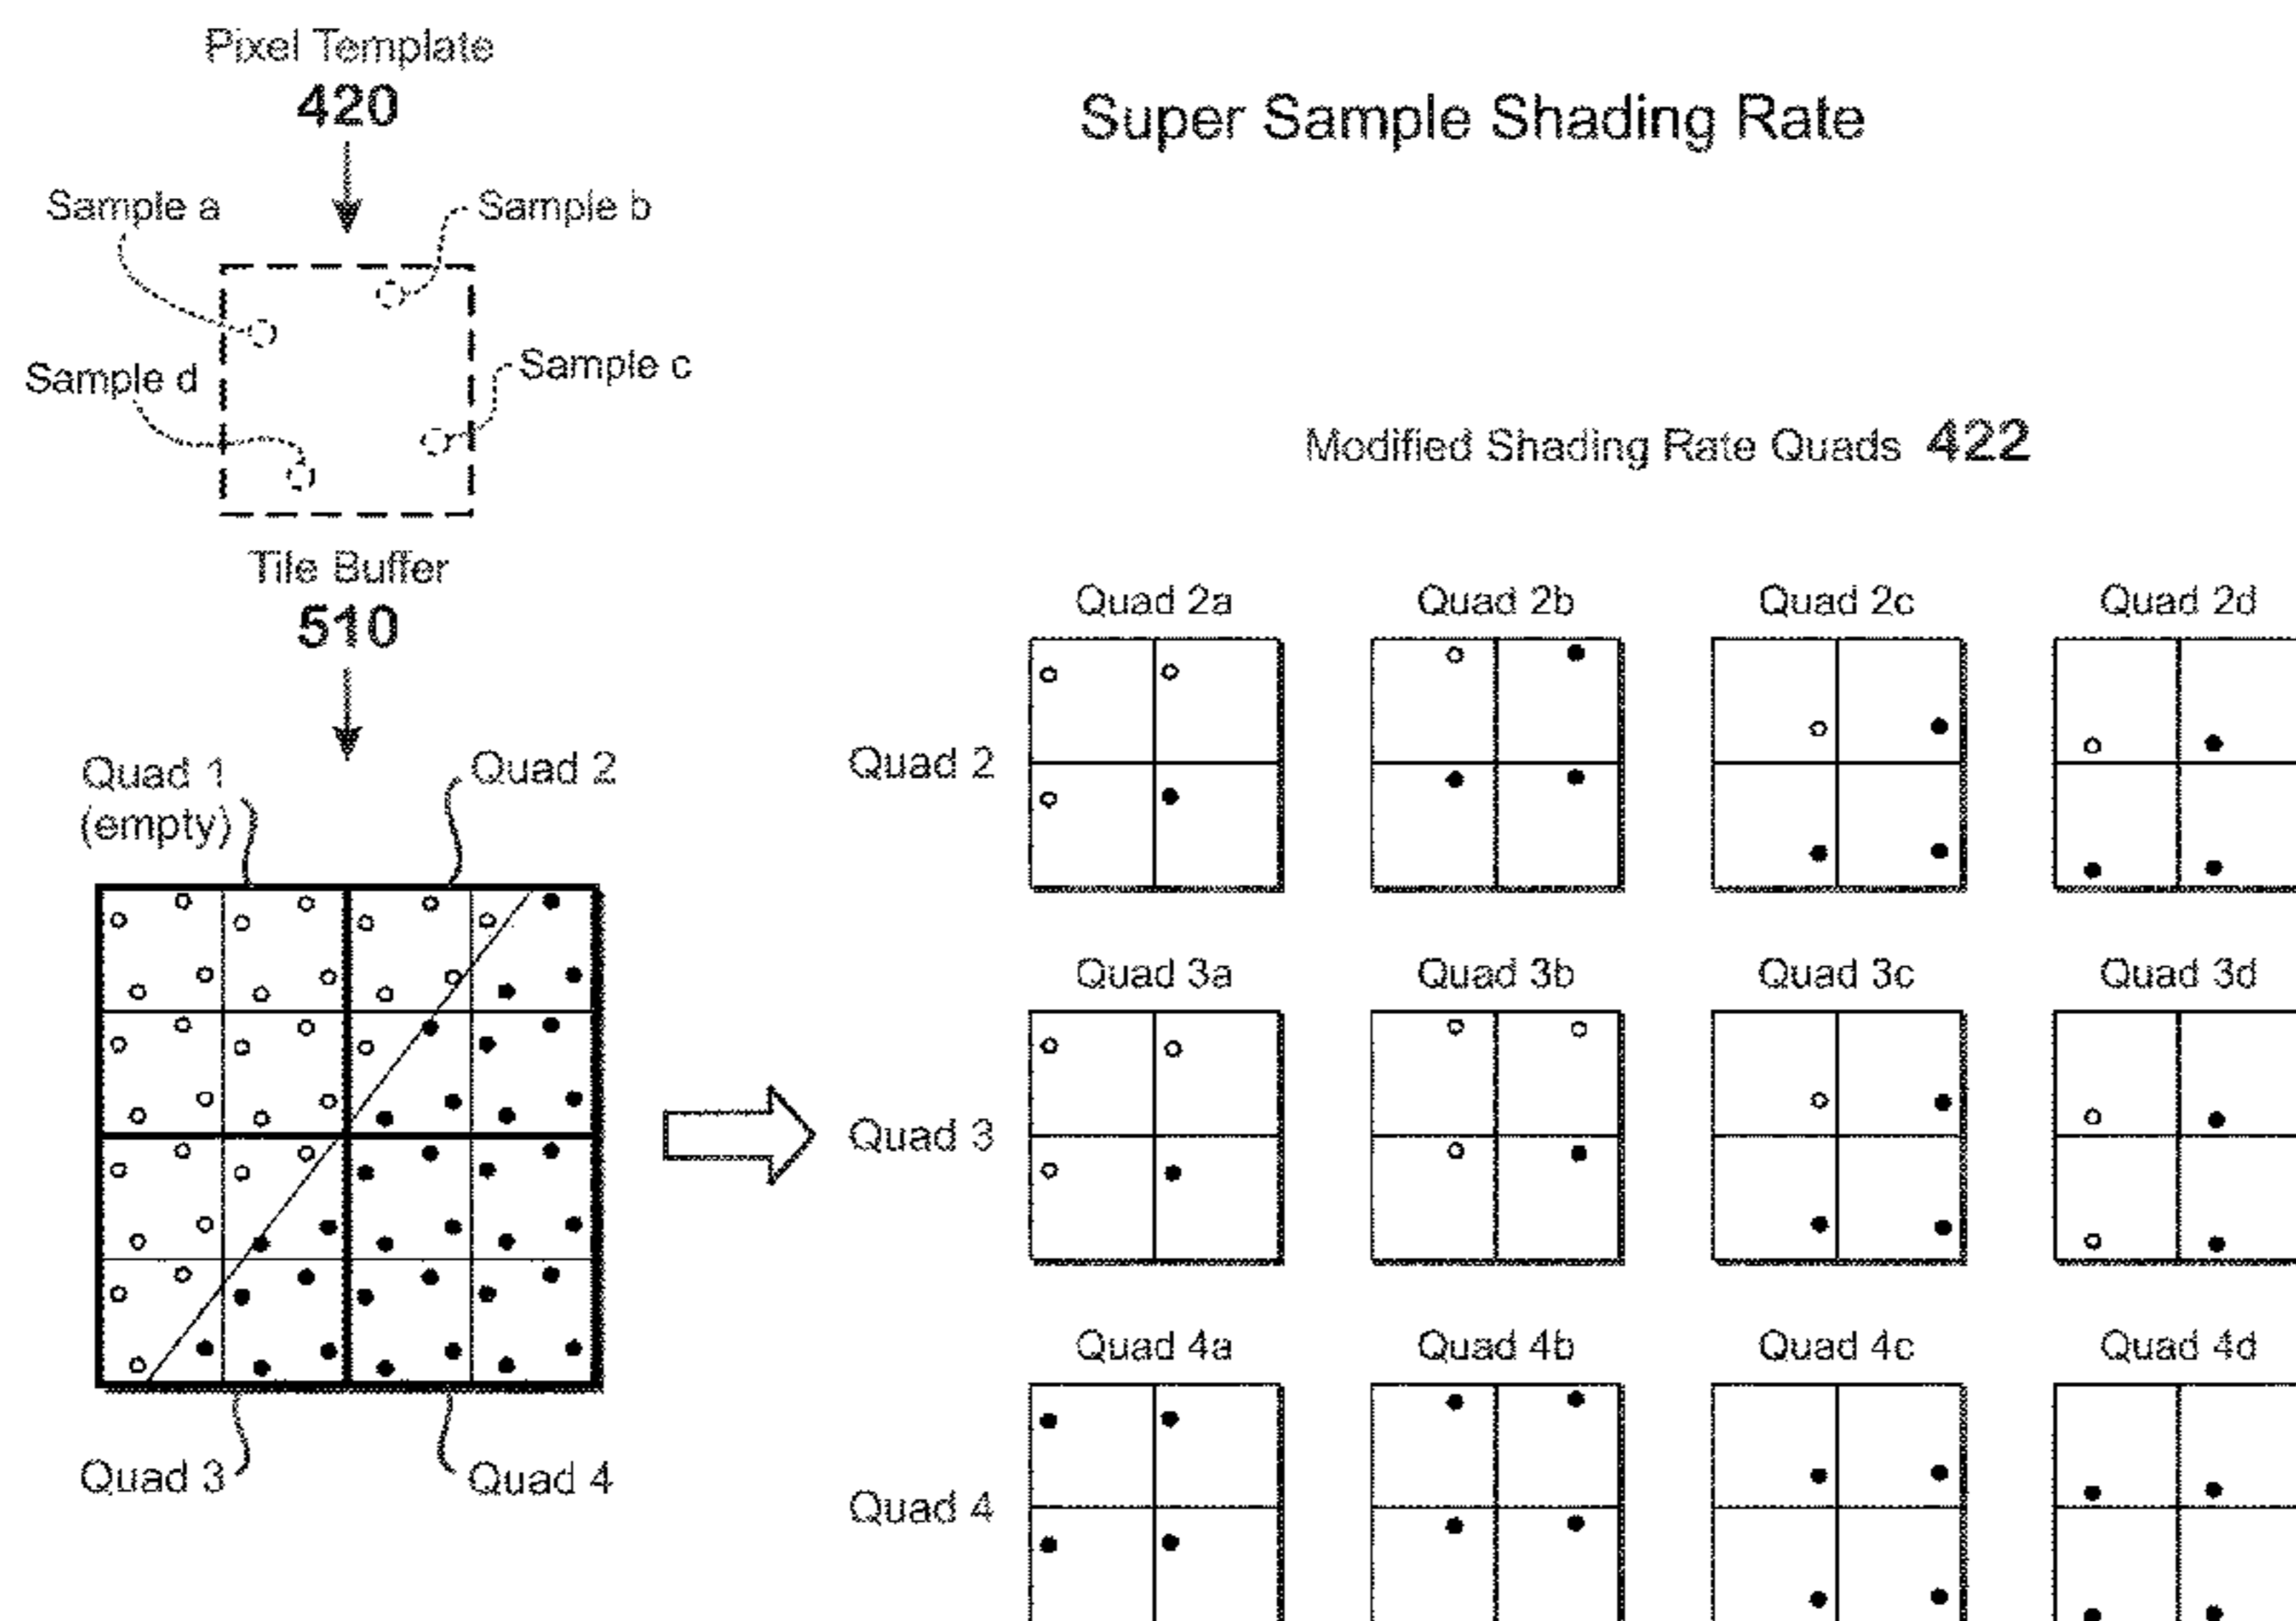 Pixel Template
420
Super Sample Shading Rate
Sample a
Sample b
Sample d
Sample c
Modified Shading Rate Quads 422
Tile Buffer
510
Quad 1
(empty)
Quad 2
Quad 3
Quad 4
Quad 2a
Quad 2b
Quad 2c
Quad 2d
Quad 2
Quad 3a
Quad 3b
Quad 3c
Quad 3d
Quad 3
Quad 4a
Quad 4b
Quad 4c
Quad 4d
Quad 4